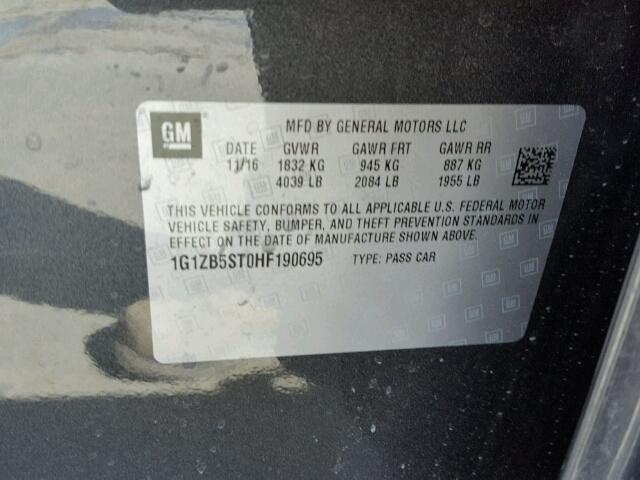 GM
MFD BY GENERAL MOTORS LLC
DATE GVWR GAWR FRT GAWR RR
11/16 1832 KG 945 KG 887 KG
4039 LB 2084 LB 1955 LB
THIS VEHICLE CONFORMS TO ALL APPLICABLE U.S. FEDERAL MOTOR
VEHICLE SAFETY, BUMPER, AND THEFT PREVENTION STANDARDS IN
EFFECT ON THE DATE OF MANUFACTURE SHOWN ABOVE.
1G1ZB5ST0HF190695 TYPE: PASS CAR